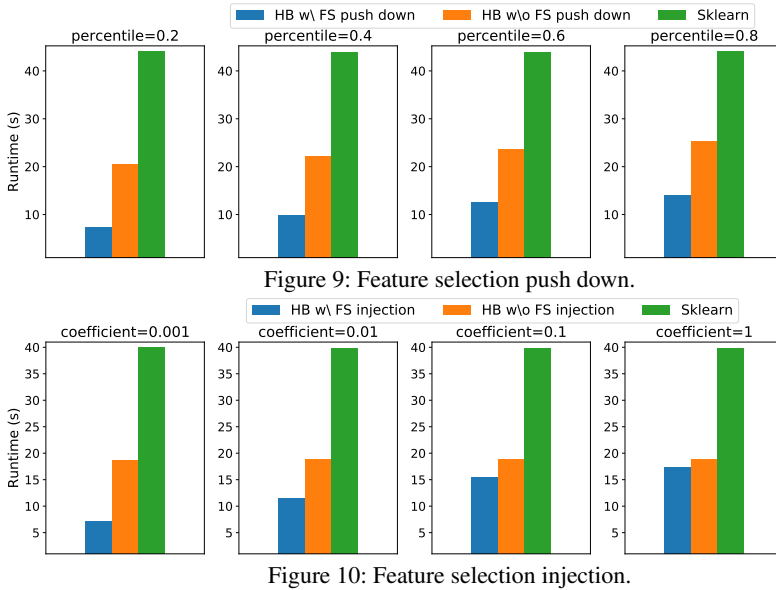 HB w\ FS push down HB w\o FS push down Sklearn
percentile=0.2 percentile=0.4 percentile=0.6 percentile=0.8
Runtime (s)
40 40 40 40
30 30 30 30
20 20 20 20
10 10 10 10
Figure 9: Feature selection push down.
HB w\ FS injection HB w\o FS injection Sklearn
coefficient=0.001 coefficient=0.01 coefficient=0.1 coefficient=1
Runtime (s)
40 40 40 40
35 35 35 35
30 30 30 30
25 25 25 25
20 20 20 20
15 15 15 15
10 10 10 10
5 5 5 5
Figure 10: Feature selection injection.